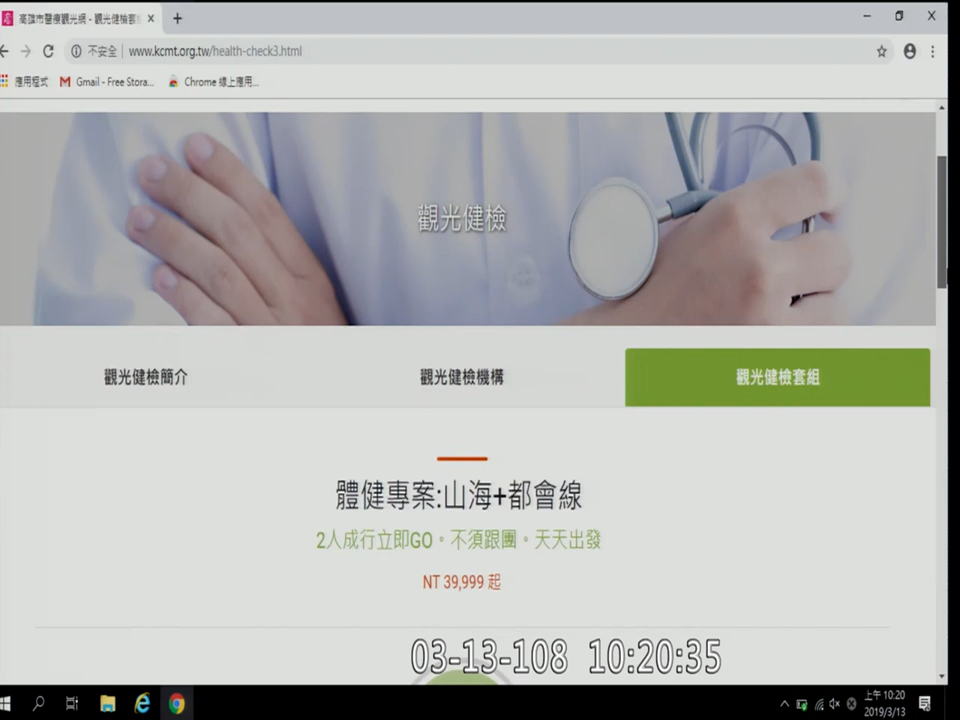 高雄市醫療觀光網 - 觀光健檢套
不安全 | www.kcmt.org.tw/health-check3.html
應用程式 Gmail - Free Stora... Chrome 線上應用...
觀光健檢
觀光健檢簡介 觀光健檢機構 觀光健檢套組
體健專案:山海+都會線
2人成行立即GO。不須跟團。天天出發
NT 39,999 起
03-13-108 10:20:35
上午 10:20
2019/3/13